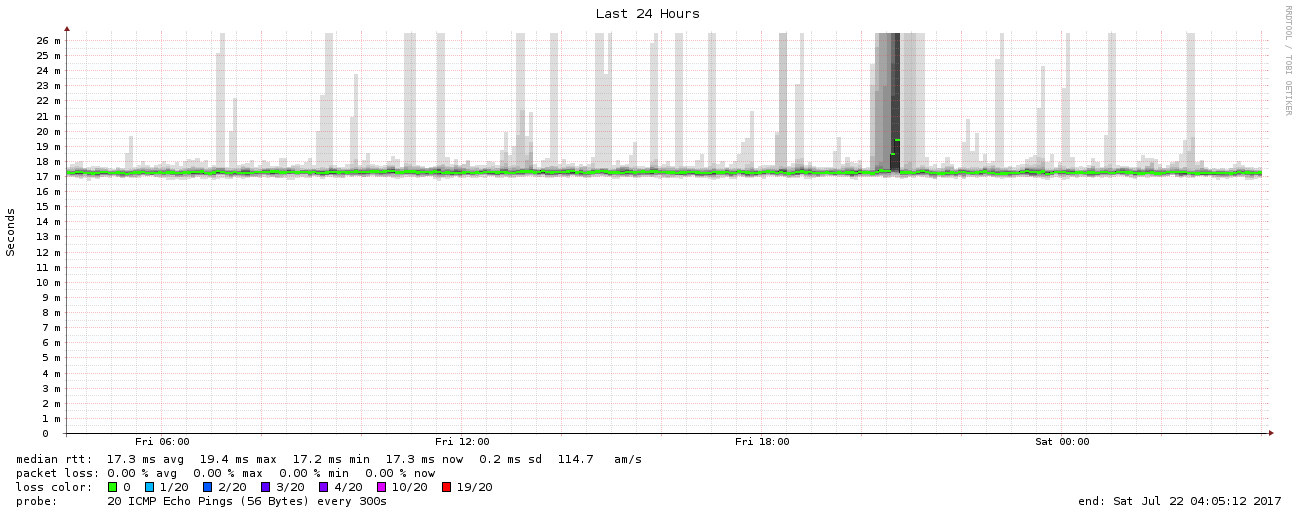 Last 24 Hours
RRDTOOL / TOBI OETIKER
Seconds
26 m
25 m
24 m
23 m
22 m
21 m
20 m
19 m
18 m
17 m
16 m
15 m
14 m
13 m
12 m
11 m
10 m
9 m
8 m
7 m
6 m
5 m
4 m
3 m
2 m
1 m
0
Fri 06:00 Fri 12:00 Fri 18:00 Sat 00:00
median rtt: 17.3 ms avg 19.4 ms max 17.2 ms min 17.3 ms now 0.2 ms sd 114.7 am/s
packet loss: 0.00 % avg 0.00 % max 0.00 % min 0.00 % now
loss color: 0 1/20 2/20 3/20 4/20 10/20 19/20
probe: 20 ICMP Echo Pings (56 Bytes) every 300s end: Sat Jul 22 04:05:12 2017